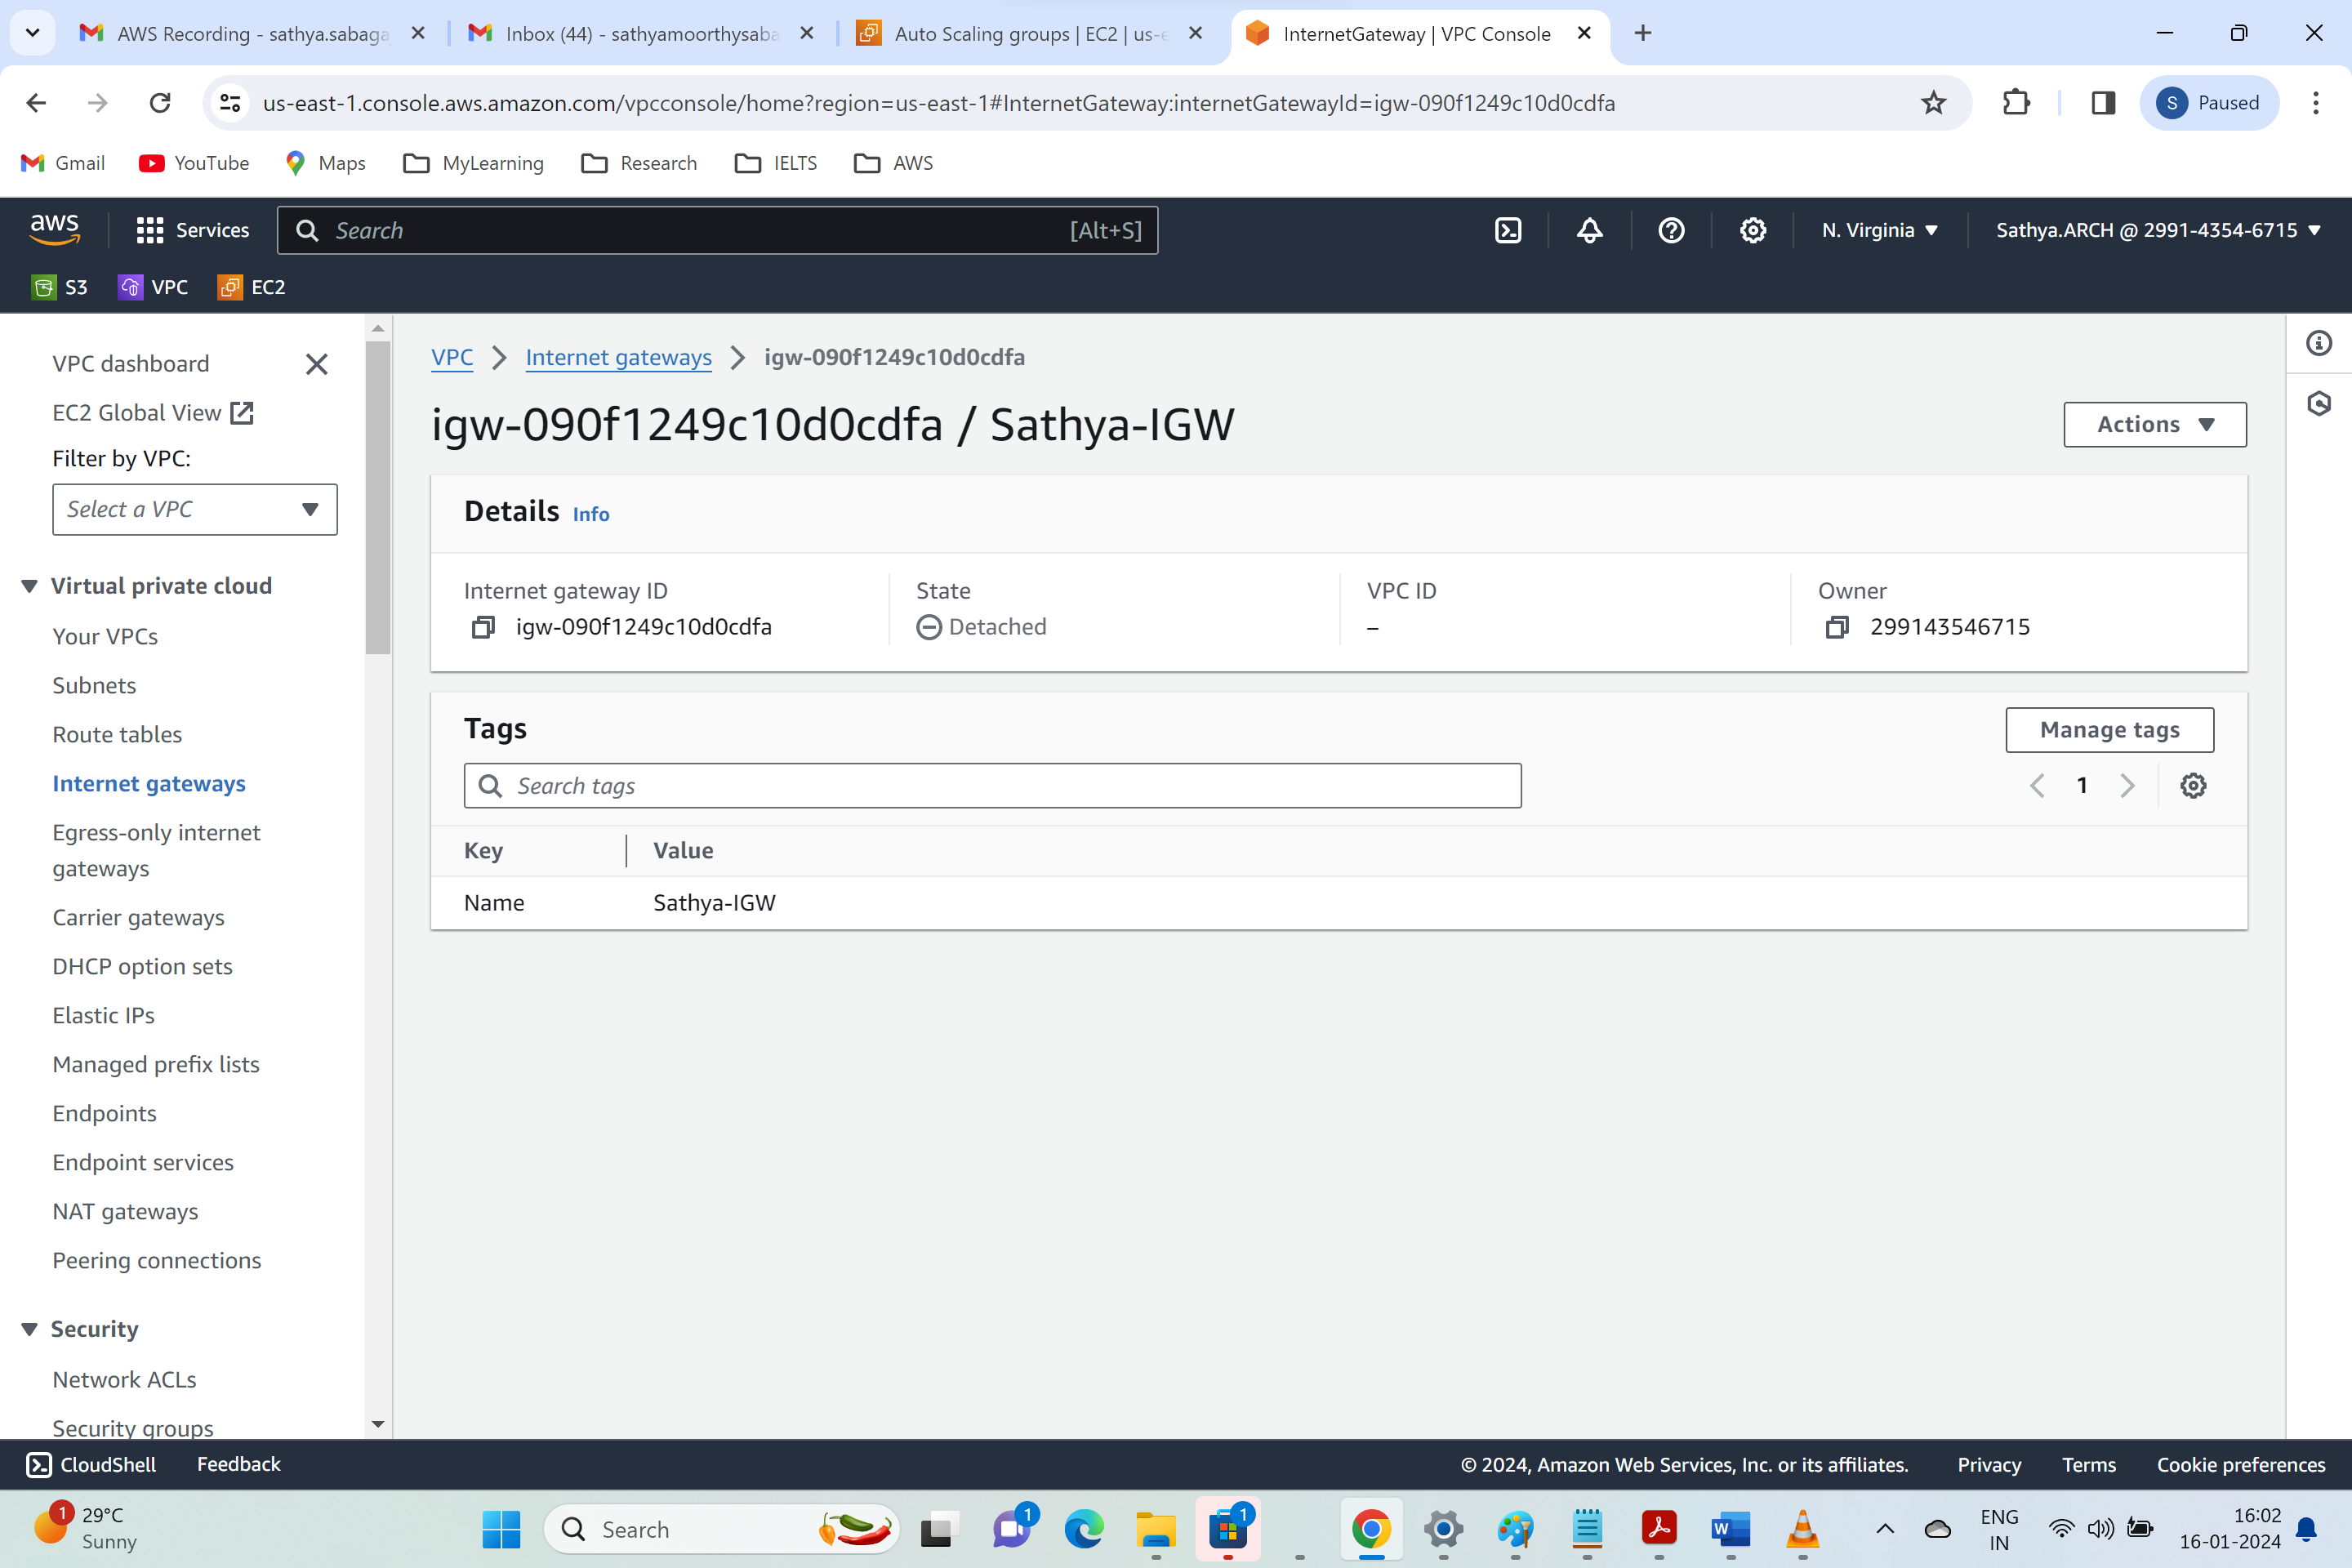 AWS Recording - sathya.sabaga
Inbox (44) - sathyamoorthysaba
Auto Scaling groups | EC2 | us-e
InternetGateway | VPC Console
us-east-1.console.aws.amazon.com/vpcconsole/home?region=us-east-1#InternetGateway:internetGatewayId=igw-090f1249c10d0cdfa
S Paused
Gmail YouTube Maps MyLearning Research IELTS AWS
aws Services Search [Alt+S] N. Virginia Sathya.ARCH @ 2991-4354-6715
S3 VPC EC2
VPC dashboard
EC2 Global View
Filter by VPC:
Select a VPC
Virtual private cloud
Your VPCs
Subnets
Route tables
Internet gateways
Egress-only internet
gateways
Carrier gateways
DHCP option sets
Elastic IPs
Managed prefix lists
Endpoints
Endpoint services
NAT gateways
Peering connections
Security
Network ACLs
Security groups
VPC Internet gateways igw-090f1249c10d0cdfa
igw-090f1249c10d0cdfa / Sathya-IGW
Actions
Details Info
Internet gateway ID State VPC ID Owner
igw-090f1249c10d0cdfa Detached – 299143546715
Tags
Manage tags
Search tags
1
Key Value
Name Sathya-IGW
CloudShell Feedback © 2024, Amazon Web Services, Inc. or its affiliates. Privacy Terms Cookie preferences
1
29°C
Sunny
Search
1
1
W
ENG
IN
16:02
16-01-2024